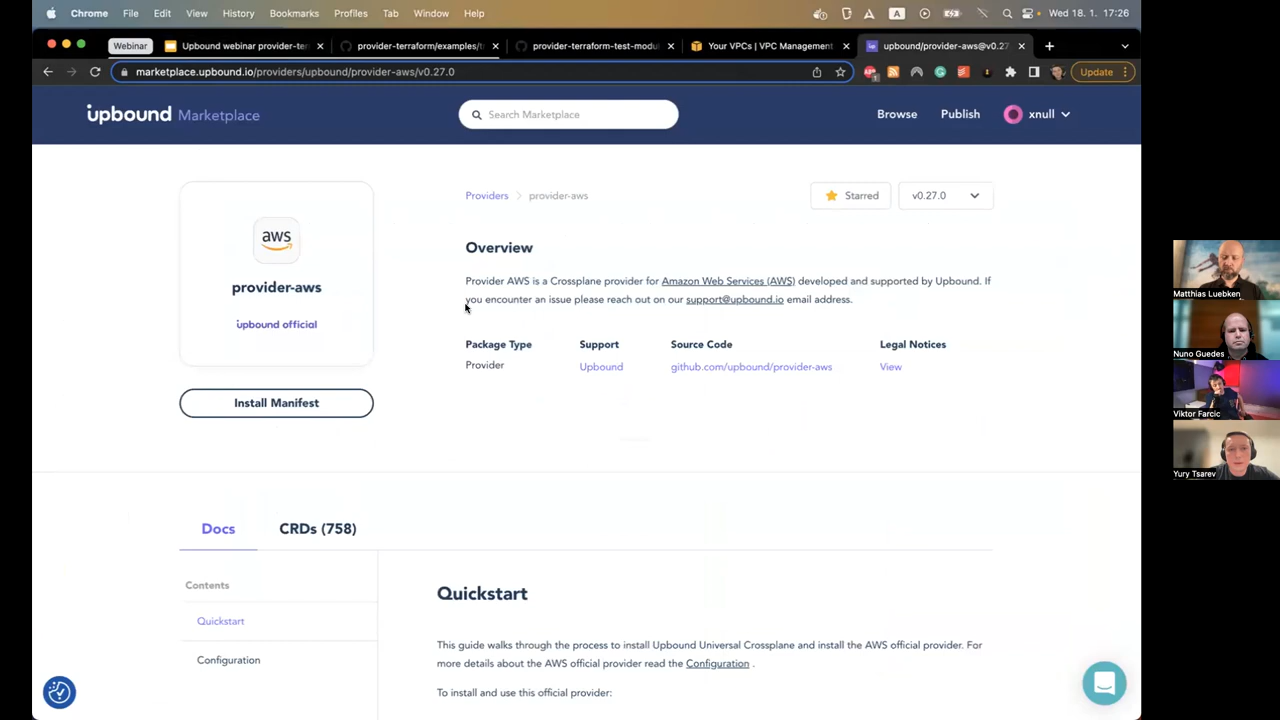 Chrome File Edit View History Bookmarks Profiles Tab Window Help
A Wed 18. 1. 17:26
Webinar
Upbound webinar provider-ter
provider-terraform/examples/t
provider-terraform-test-modul
Your VPCs | VPC Management
upbound/provider-aws@v0.27
marketplace.upbound.io/providers/upbound/provider-aws/v0.27.0
Update
upbound Marketplace
Search Marketplace
Browse
Publish
xnull
aws
provider-aws
upbound official
Install Manifest
Providers > provider-aws
Starred
v0.27.0
Overview
Provider AWS is a Crossplane provider for Amazon Web Services (AWS) developed and supported by Upbound. If
you encounter an issue please reach out on our support@upbound.io email address.
Package Type Support Source Code Legal Notices
Provider Upbound github.com/upbound/provider-aws View
Docs CRDs (758)
Contents
Quickstart
Configuration
Quickstart
This guide walks through the process to install Upbound Universal Crossplane and install the AWS official provider. For
more details about the AWS official provider read the Configuration .
To install and use this official provider:
Matthias Luebken
Nuno Guedes
Viktor Farcic
Yury Tsarev